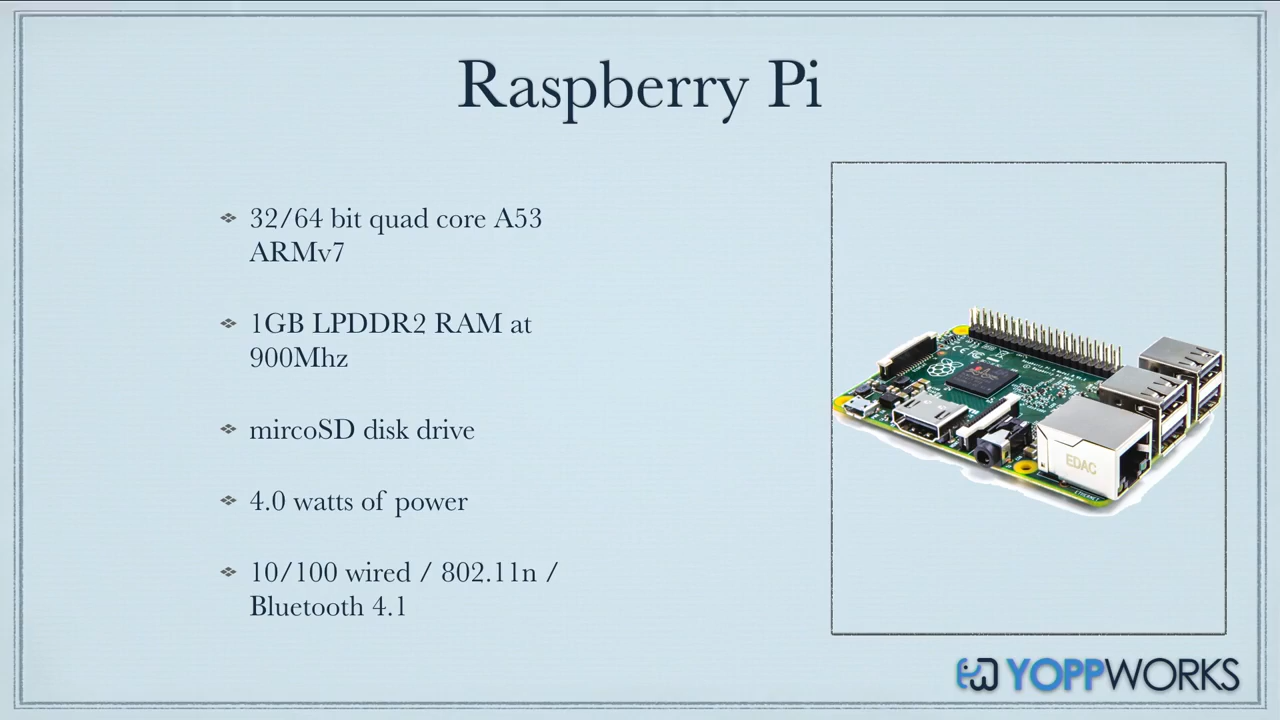 Raspberry Pi
32/64 bit quad core A53
ARMv7
1GB LPDDR2 RAM at
900Mhz
mircoSD disk drive
4.0 watts of power
10/100 wired / 802.11n /
Bluetooth 4.1
EDAC
YOPPWORKS